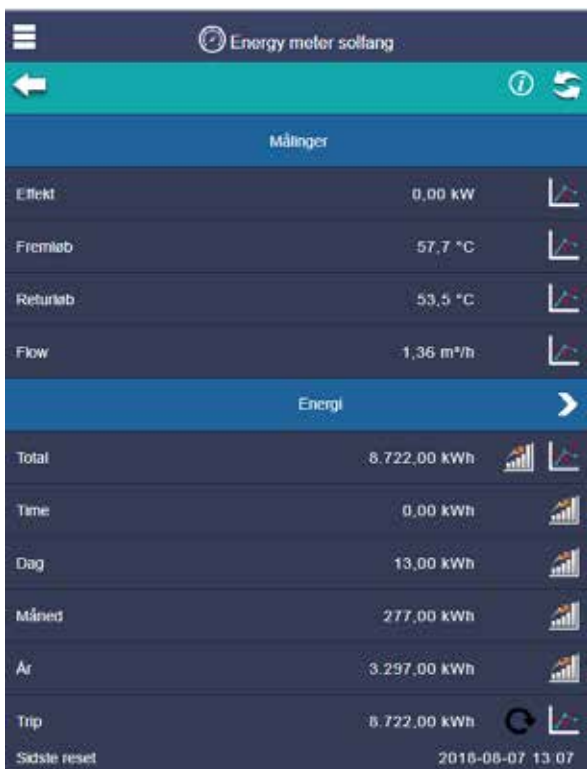 Energy meter solfang
Målinger
Effekt 0,00 kW
Fremløb 57,7 °C
Returløb 53,5 °C
Flow 1,36 m³/h
Energi
Total 8.722,00 kWh
Time 0,00 kWh
Dag 13,00 kWh
Måned 277,00 kWh
År 3.297,00 kWh
Trip 8.722,00 kWh
Sidste reset 2016-06-07 13:07